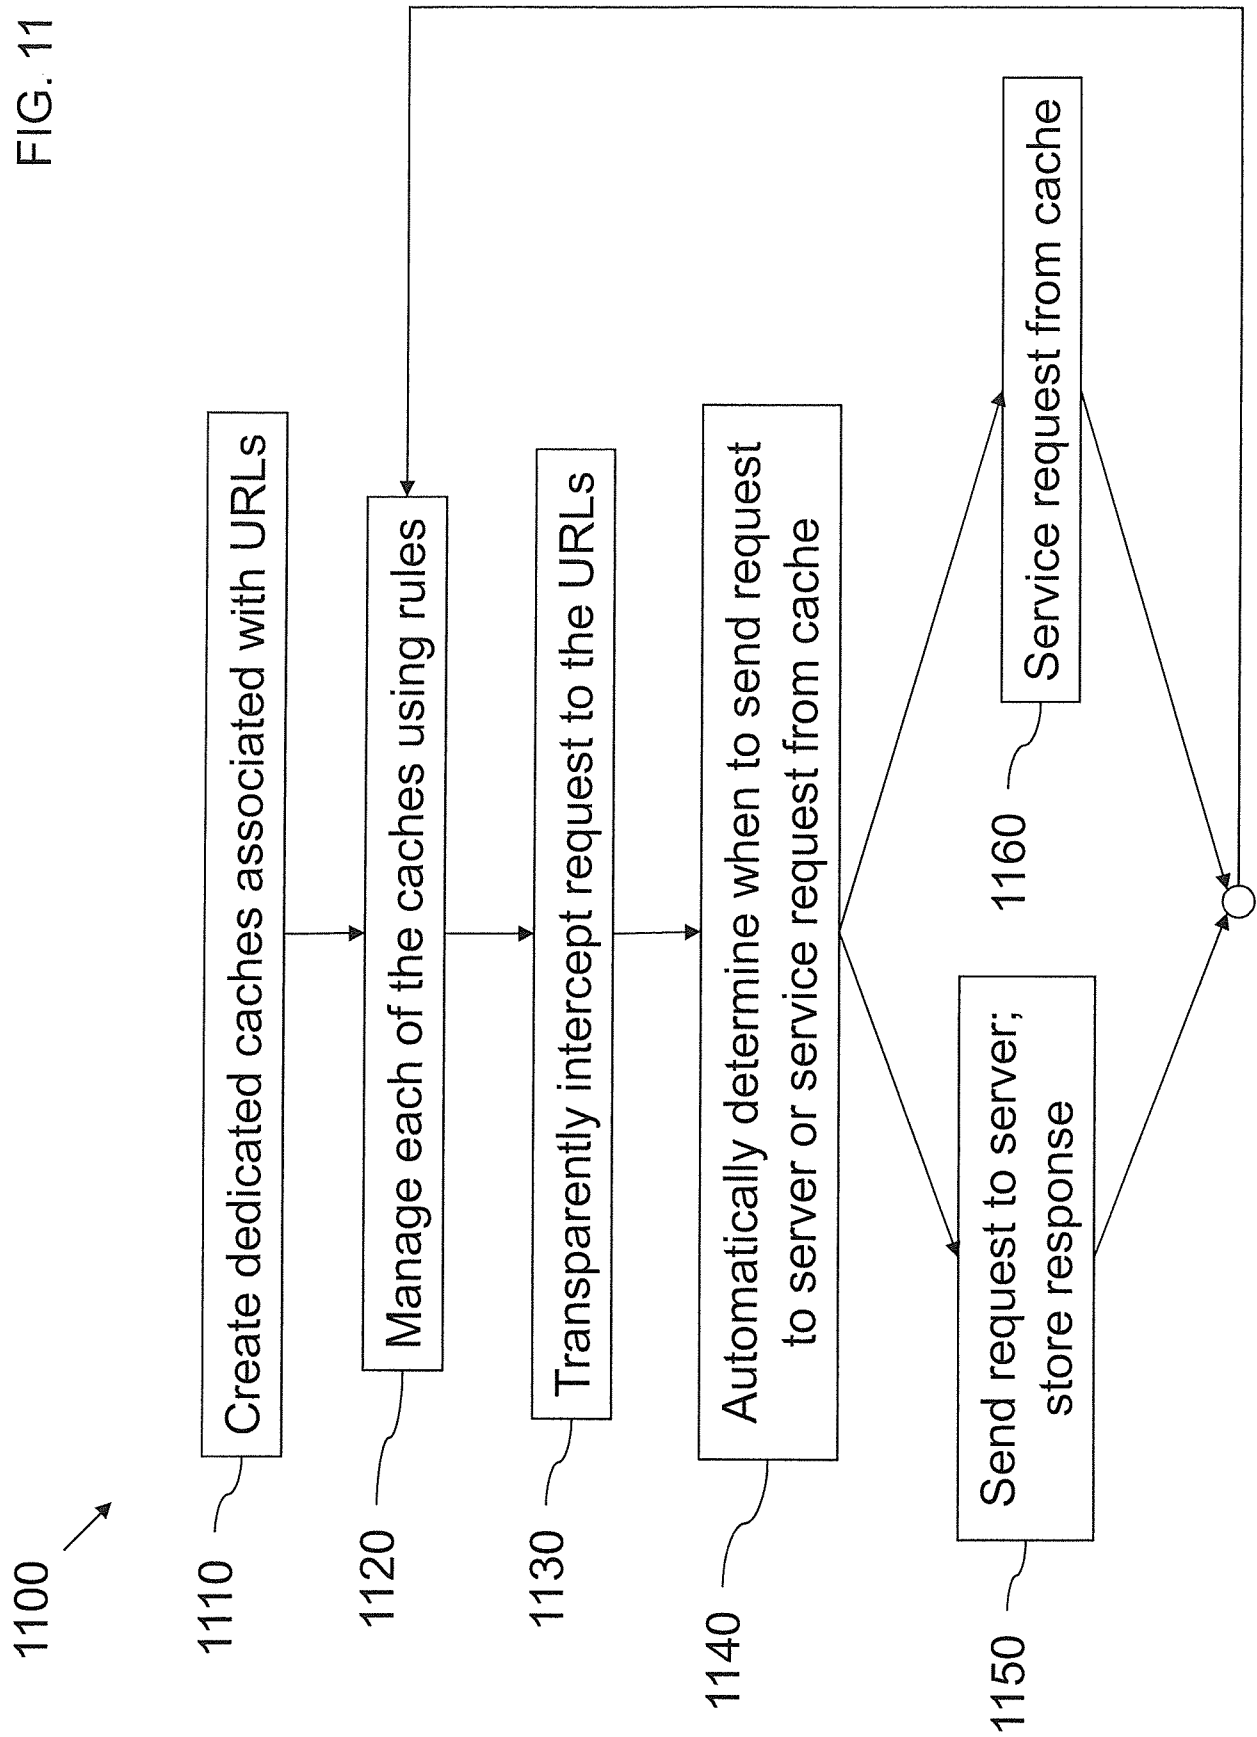 FIG. 11
1100
1110
Create dedicated caches associated with URLs
1120
Manage each of the caches using rules
1130
Transparently intercept request to the URLs
1140
Automatically determine when to send request
to server or service request from cache
1150
Send request to server;
store response
1160
Service request from cache